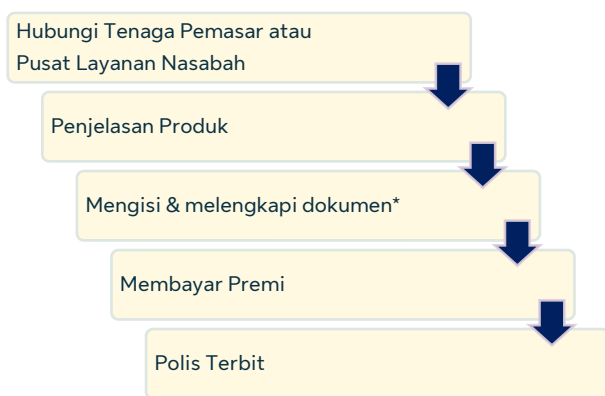 Hubungi Tenaga Pemasar atau
Pusat Layanan Nasabah
Penjelasan Produk
Mengisi & melengkapi dokumen*
Membayar Premi
Polis Terbit